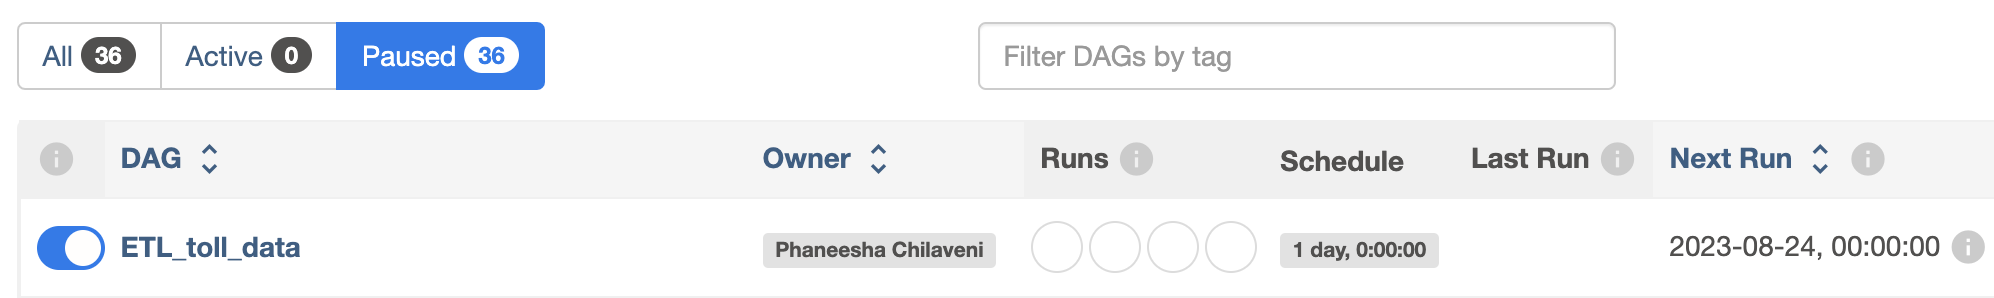 All 36 Active 0 Paused 36 Filter DAGs by tag
DAG Owner Runs Schedule Last Run Next Run
ETL_toll_data Phaneesha Chilaveni 1 day, 0:00:00 2023-08-24, 00:00:00